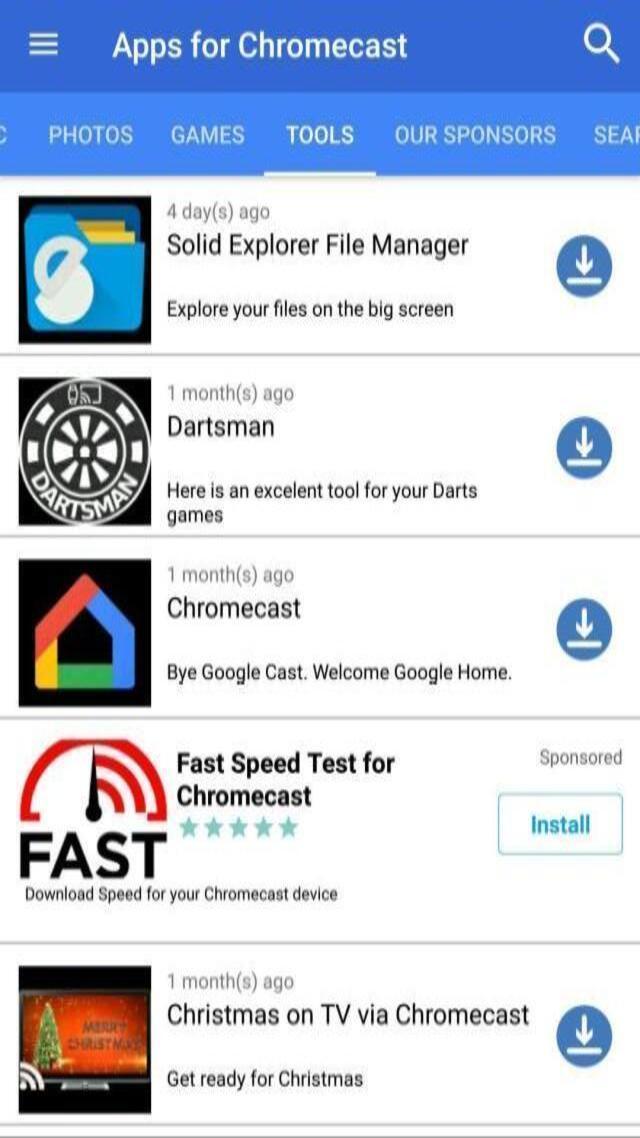 Apps for Chromecast
C PHOTOS GAMES TOOLS OUR SPONSORS SEAR
4 day(s) ago
Solid Explorer File Manager
Explore your files on the big screen
1 month(s) ago
Dartsman
DARTSMAN
Here is an excelent tool for your Darts
games
1 month(s) ago
Chromecast
Bye Google Cast. Welcome Google Home.
Fast Speed Test for
Chromecast
Sponsored
Install
FAST
Download Speed for your Chromecast device
1 month(s) ago
Christmas on TV via Chromecast
MERRY
CHRISTMAS
Get ready for Christmas